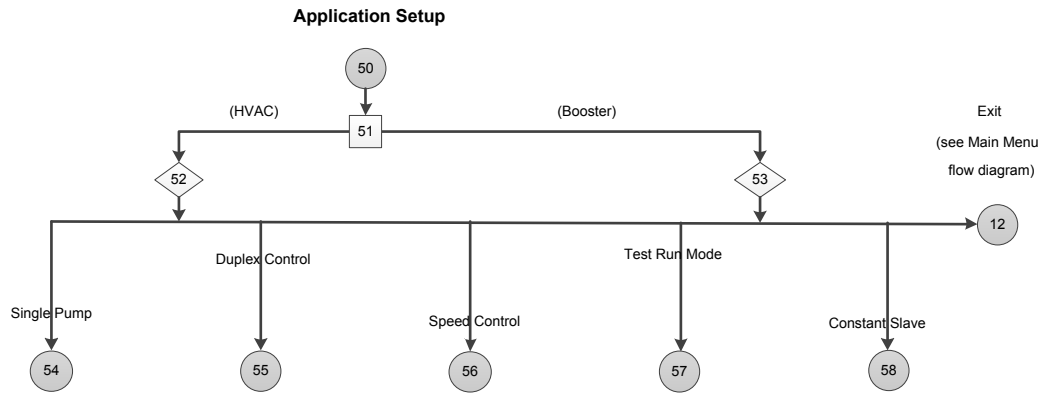 Application Setup
50
(HVAC)
(Booster)
Exit
51
(see Main Menu
flow diagram)
52
53
12
Duplex Control
Test Run Mode
Single Pump
Speed Control
Constant Slave
54
55
56
57
58